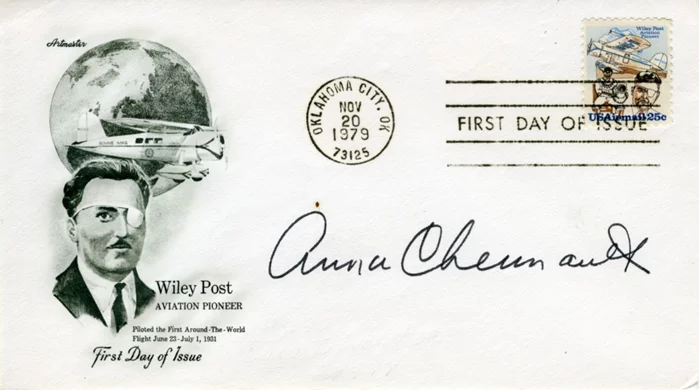 Artmaster
OKLAHOMA CITY, OK
NOV
20
1979
73125
FIRST DAY OF ISSUE
Wiley Post
Aviation
Pioneer
USAirmail 25c
Anna Chennault
Wiley Post
AVIATION PIONEER
Piloted the First Around-The-World
Flight June 23-July 1, 1931
First Day of Issue